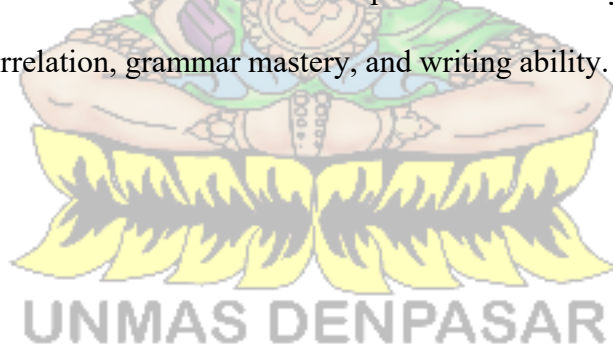 rrelation, grammar mastery, and writing ability.
UNMAS DENPASAR